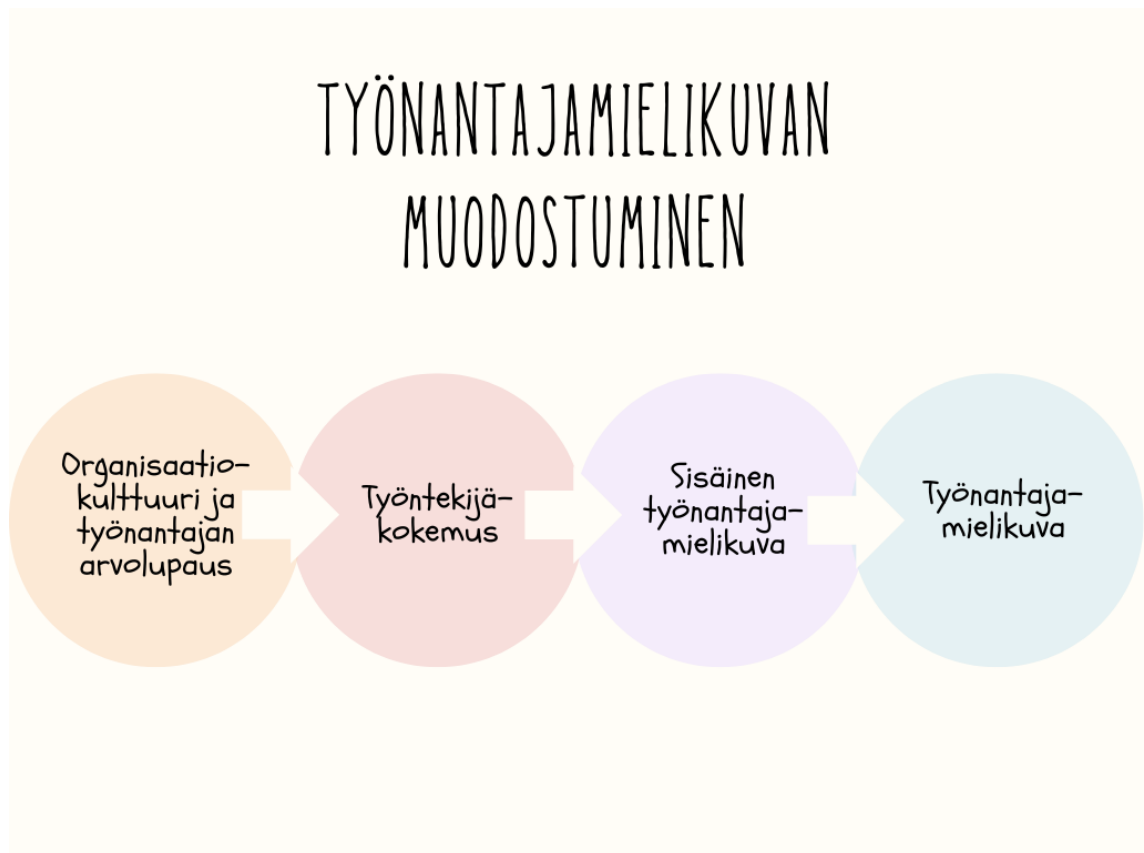 TYÖNANTAJAMIELIKUVAN
MUODOSTUMINEN
Organisaatio-
kulttuuri ja
työnantajan
arvolupaus
Työntekijä-
kokemus
Sisäinen
työnantaja-
mielikuva
Työnantaja-
mielikuva